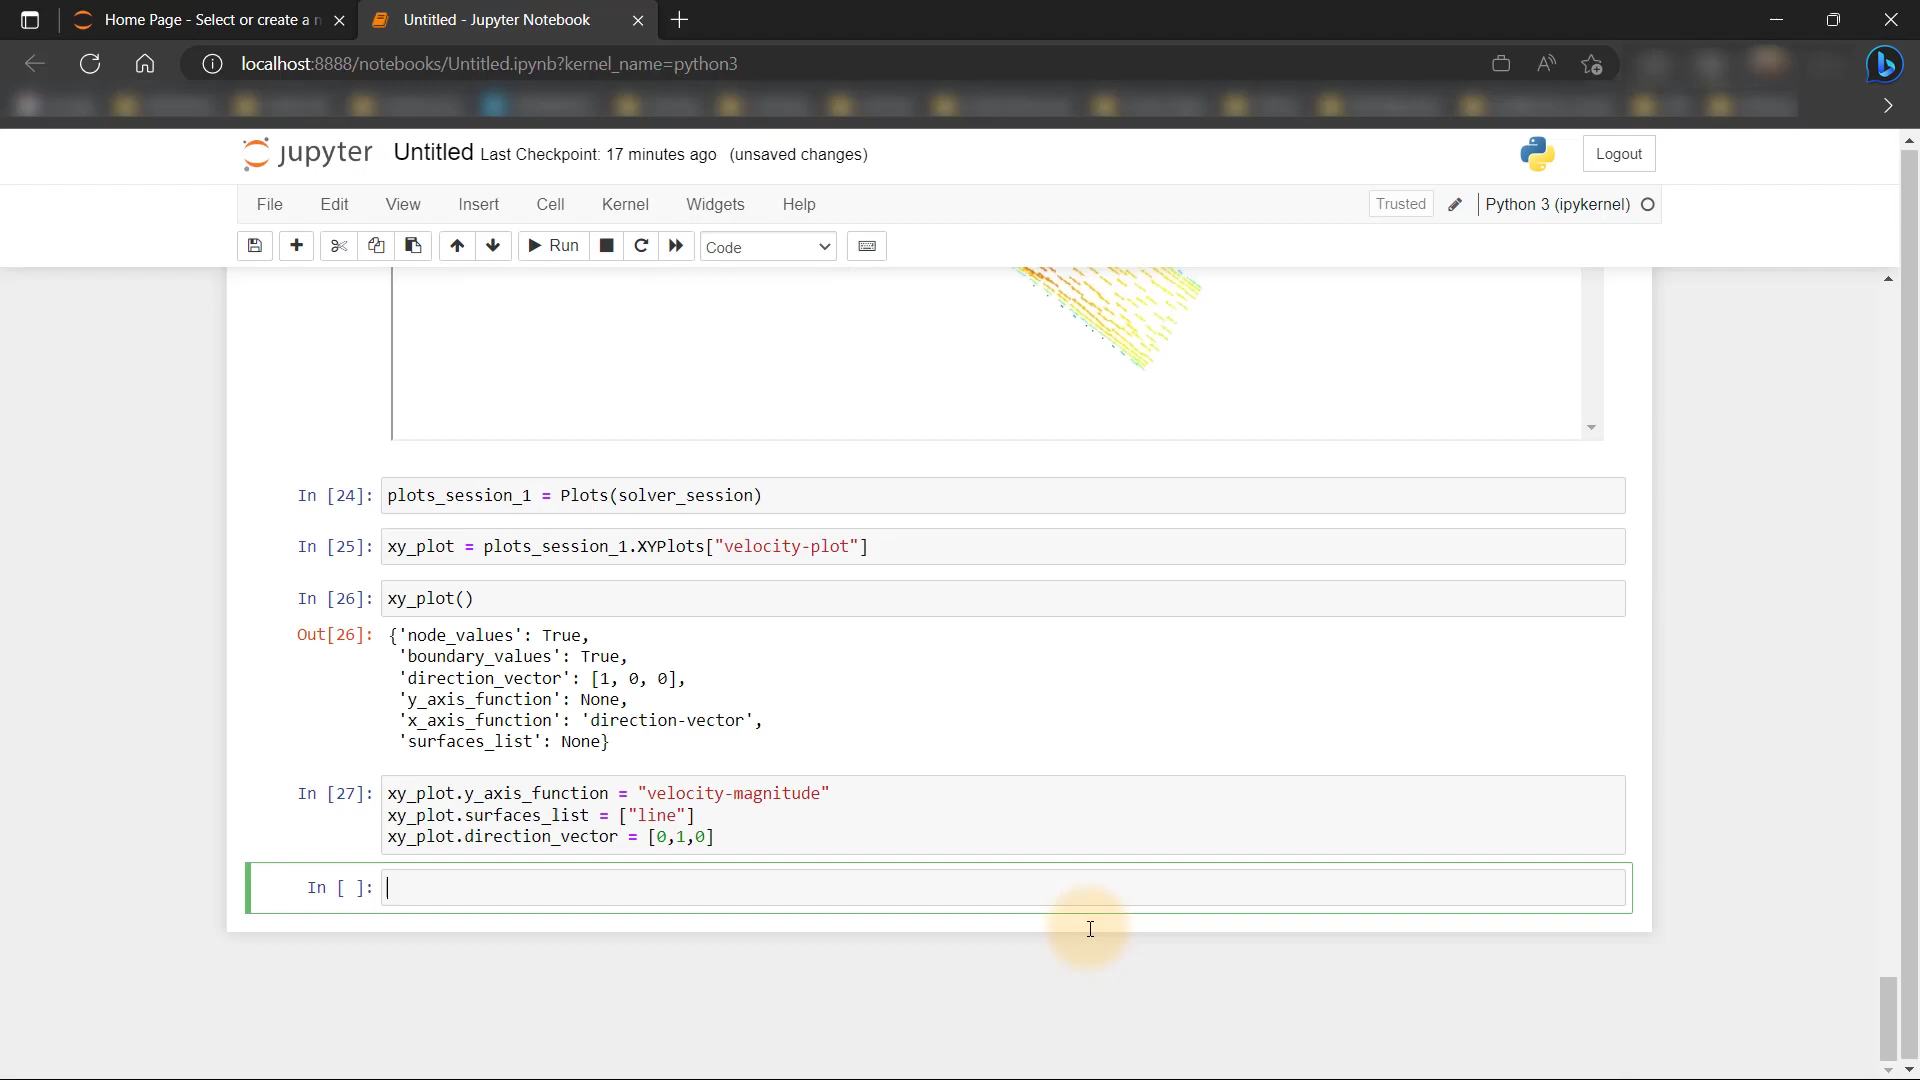 Home Page - Select or create a n
Untitled - Jupyter Notebook
localhost:8888/notebooks/Untitled.ipynb?kernel_name=python3
jupyter Untitled Last Checkpoint: 17 minutes ago (unsaved changes)
Logout
File Edit View Insert Cell Kernel Widgets Help
Trusted Python 3 (ipykernel)
Run Code
In [24]: plots_session_1 = Plots(solver_session)
In [25]: xy_plot = plots_session_1.XYPlots["velocity-plot"]
In [26]: xy_plot()
Out[26]: {'node_values': True,
'boundary_values': True,
'direction_vector': [1, 0, 0],
'y_axis_function': None,
'x_axis_function': 'direction-vector',
'surfaces_list': None}
In [27]: xy_plot.y_axis_function = "velocity-magnitude"
xy_plot.surfaces_list = ["line"]
xy_plot.direction_vector = [0,1,0]
In [ ]: